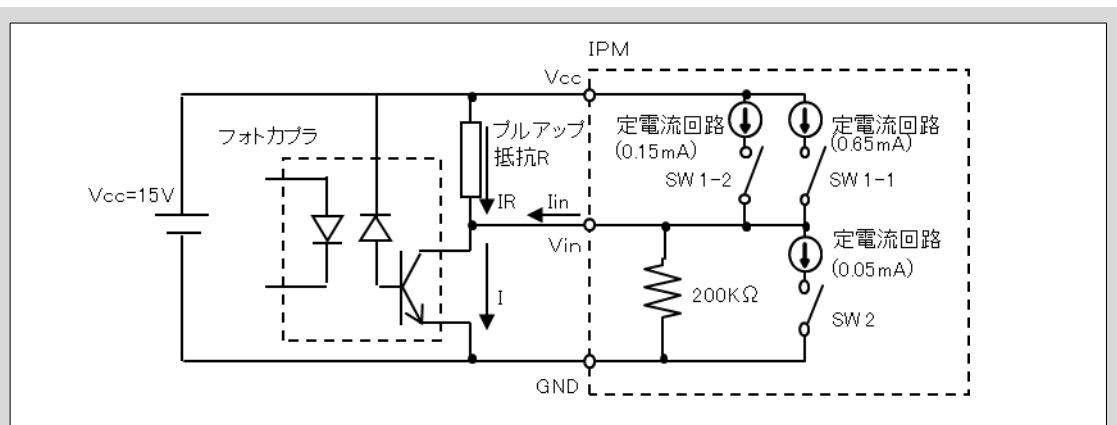 IPM
Vcc
フォトカプラ
プルアップ
抵抗R
定電流回路
(0.15mA)
定電流回路
(0.65mA)
SW1-2
SW1-1
Vcc=15V
IR
Iin
Vin
定電流回路
(0.05mA)
I
200KΩ
SW2
GND